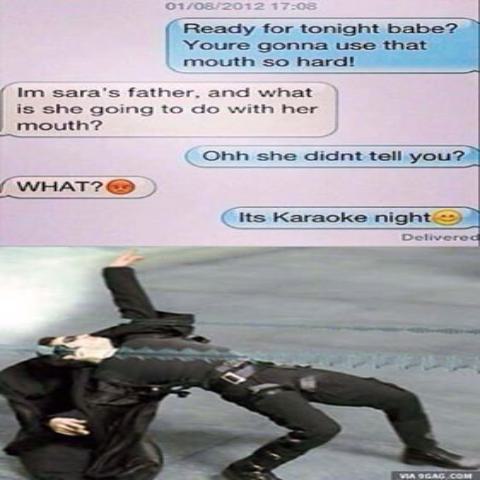 01/08/2012 17:08
Ready for tonight babe?
Youre gonna use that
mouth so hard!
Im sara's father, and what
is she going to do with her
mouth?
Ohh she didnt tell you?
WHAT?😡
Its Karaoke night😊
Delivered
VIA 9GAG.COM